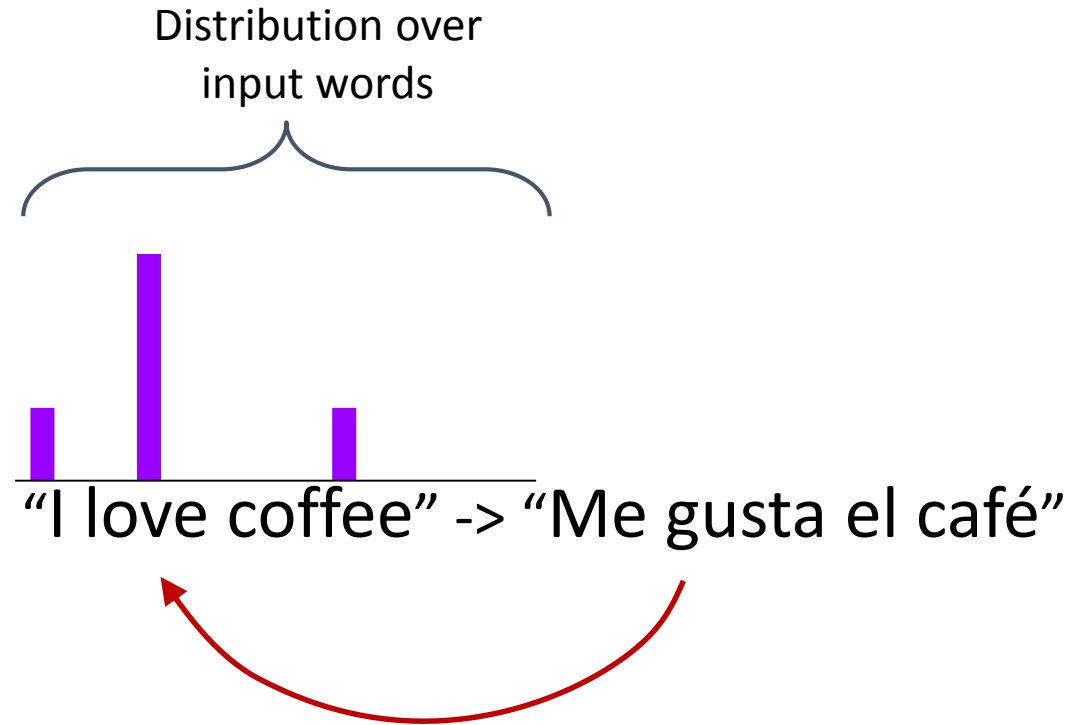 Distribution over
input words
“I love coffee” -> “Me gusta el café”